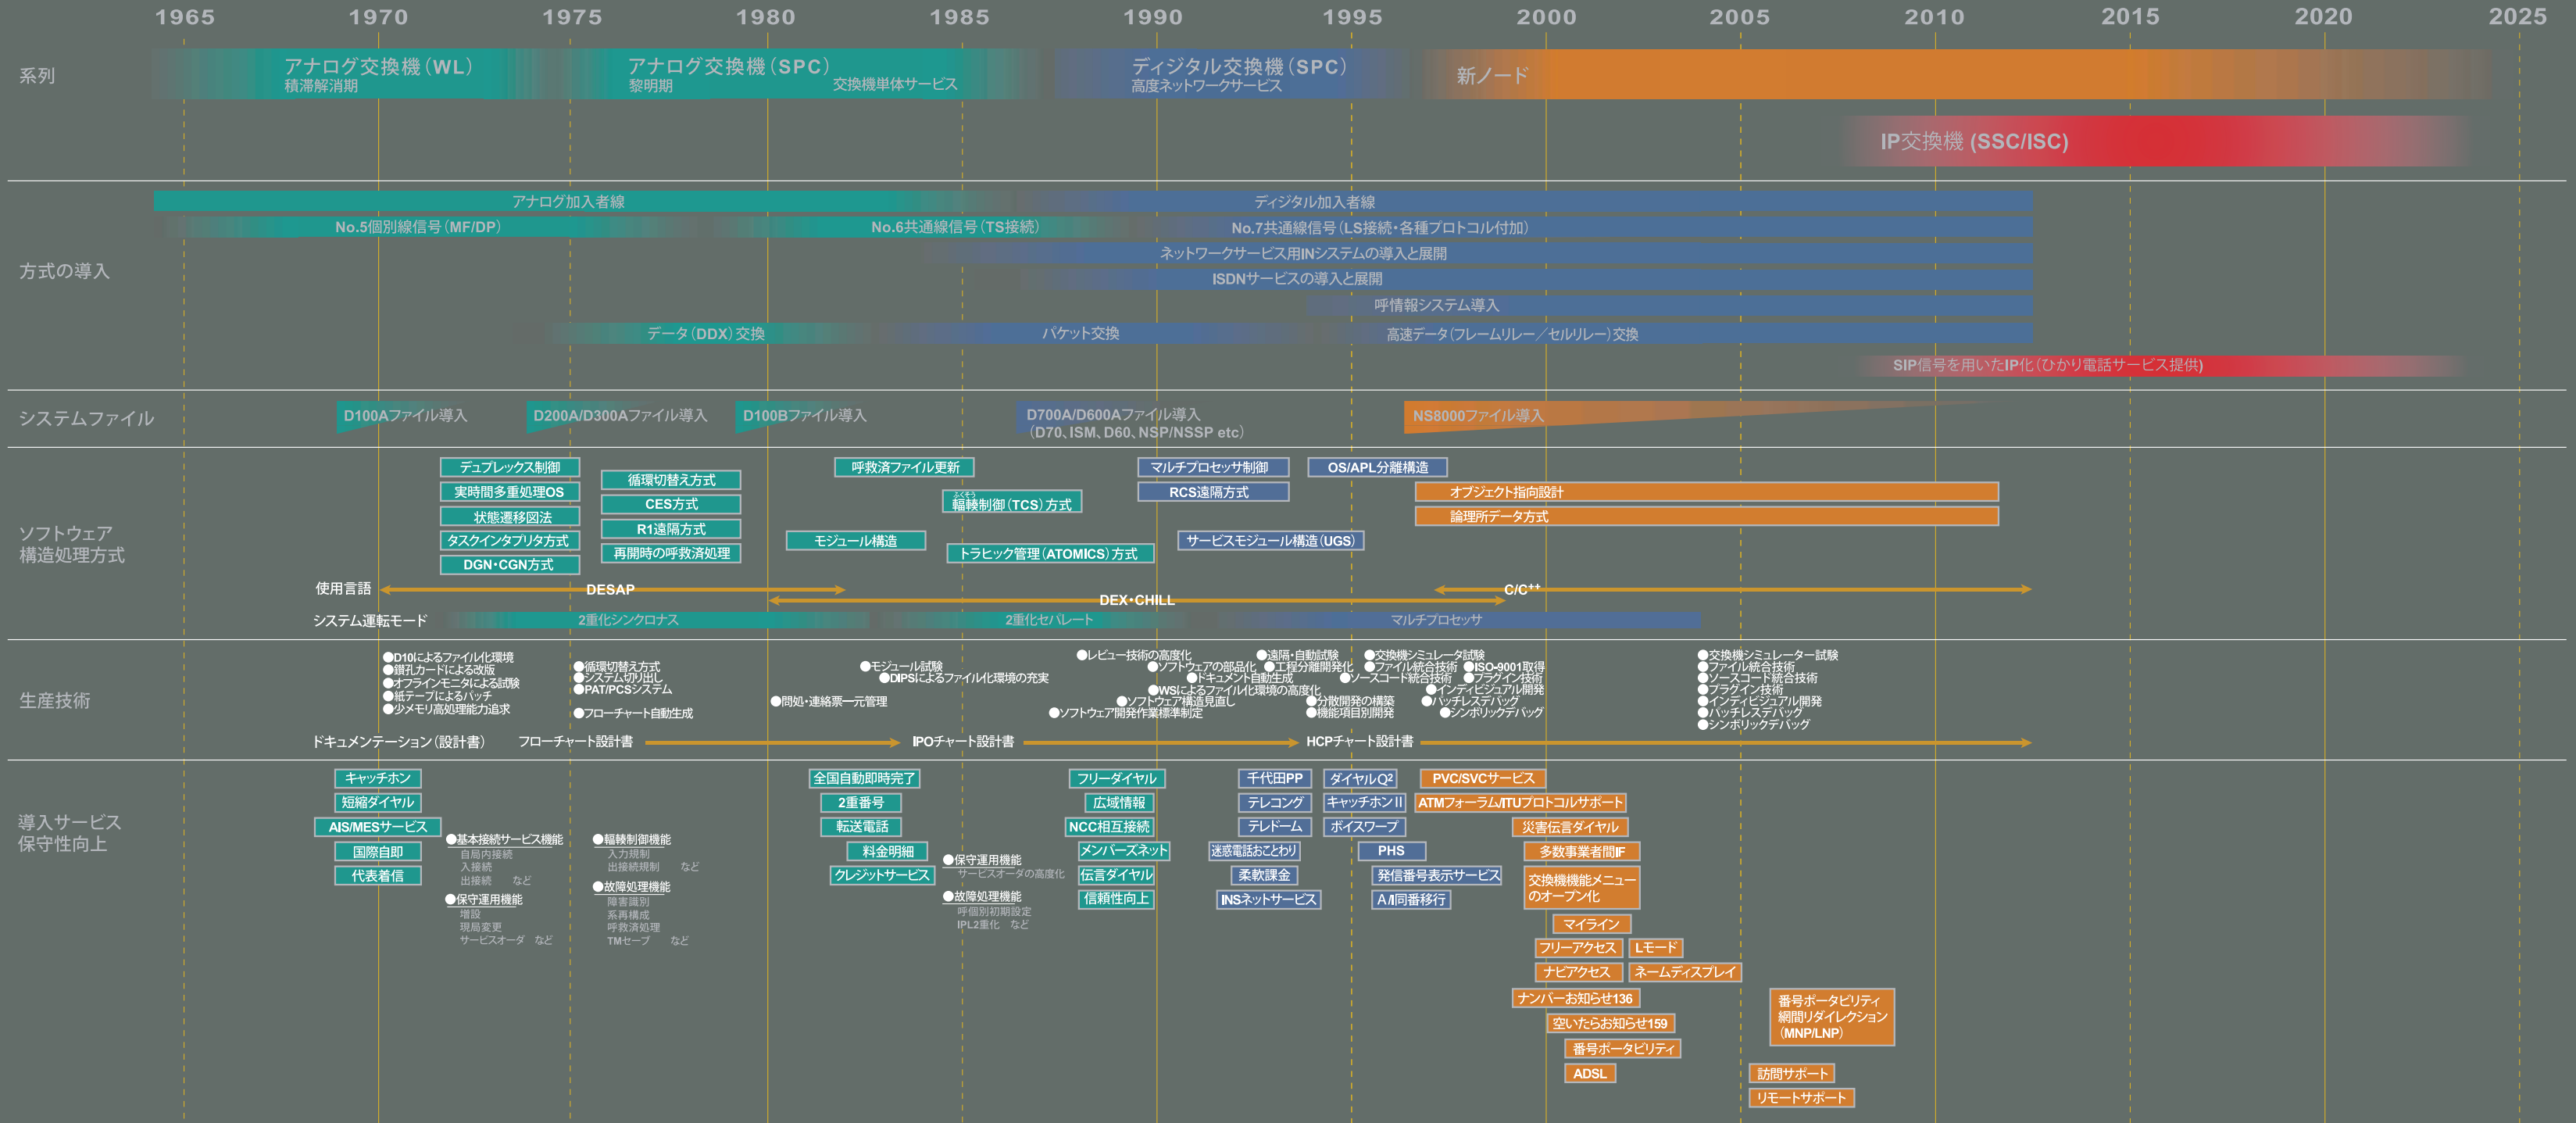 1965 1970 1975 1980 1985 1990 1995 2000 2005 2010 2015 2020 2025
系列
アナログ交換機（WL）
積滞解消期
アナログ交換機（SPC）
黎明期 交換機単体サービス
ディジタル交換機（SPC）
高度ネットワークサービス
新ノード
IP交換機 (SSC/ISC)
方式の導入
アナログ加入者線 ディジタル加入者線
No.5個別線信号（MF/DP） No.6共通線信号（TS接続） No.7共通線信号（LS接続・各種プロトコル付加）
ネットワークサービス用INシステムの導入と展開
ISDNサービスの導入と展開
呼情報システム導入
データ（DDX）交換 パケット交換 高速データ（フレームリレー／セルリレー）交換
SIP信号を用いたIP化（ひかり電話サービス提供）
システムファイル
D100Aファイル導入
D200A/D300Aファイル導入
D100Bファイル導入
D700A/D600Aファイル導入
（D70、ISM、D60、NSP/NSSP etc）
NS8000ファイル導入
ソフトウェア
構造処理方式
デュプレックス制御
実時間多重処理OS
状態遷移図法
タスクインタプリタ方式
DGN・CGN方式
循環切替え方式
CES方式
R1遠隔方式
再開時の呼救済処理
呼救済ファイル更新
ふくそう
輻輳制御（TCS）方式
モジュール構造
トラヒック管理（ATOMICS）方式
マルチプロセッサ制御
RCS遠隔方式
サービスモジュール構造（UGS）
OS/APL分離構造
オブジェクト指向設計
論理所データ方式
使用言語 DESAP
DEX・CHILL
C/C++
システム運転モード 2重化シンクロナス 2重化セパレート マルチプロセッサ
生産技術
●D10によるファイル化環境
●鑽孔カードによる改版
●オフラインモニタによる試験
●紙テープによるパッチ
●少メモリ高処理能力追求
●循環切替え方式
●システム切り出し
●PAT/PCSシステム
●フローチャート自動生成
●モジュール試験
●DIPSによるファイル化環境の充実
●問処・連絡票一元管理
●レビュー技術の高度化
●ソフトウェアの部品化
●ドキュメント自動生成
●WSによるファイル化環境の高度化
●ソフトウェア構造見直し
●ソフトウェア開発作業標準制定
●遠隔・自動試験
●工程分離開発化
●ソースコード統合技術
●分散開発の構築
●機能項目別開発
●交換機シミュレータ試験
●ファイル統合技術
●ISO-9001取得
●プラグイン技術
●インディビジュアル開発
●パッチレスデバッグ
●シンボリックデバッグ
●交換機シミュレーター試験
●ファイル統合技術
●ソースコード統合技術
●プラグイン技術
●インディビジュアル開発
●パッチレスデバッグ
●シンボリックデバッグ
ドキュメンテーション（設計書） フローチャート設計書 IPOチャート設計書 HCPチャート設計書
導入サービス
保守性向上
キャッチホン
短縮ダイヤル
AIS/MESサービス
国際自即
代表着信
●基本接続サービス機能
自局内接続
入接続
出接続 など
●保守運用機能
増設
現局変更
サービスオーダ など
●輻輳制御機能
入力規制
出接続規制 など
●故障処理機能
障害識別
系再構成
呼救済処理
TMセーブ など
全国自動即時完了
2重番号
転送電話
料金明細
クレジットサービス
●保守運用機能
サービスオーダの高度化
●故障処理機能
呼個別初期設定
IPL2重化 など
フリーダイヤル
広域情報
NCC相互接続
メンバーズネット
伝言ダイヤル
信頼性向上
千代田PP
テレコング
テレドーム
迷惑電話おことわり
柔軟課金
INSネットサービス
ダイヤルQ2
キャッチホンⅡ
ボイスワープ
PHS
発信番号表示サービス
A/I同番移行
PVC/SVCサービス
ATMフォーラム/ITUプロトコルサポート
災害伝言ダイヤル
多数事業者間IF
交換機機能メニュー
のオープン化
マイライン
フリーアクセス
Lモード
ナビアクセス
ネームディスプレイ
ナンバーお知らせ136
空いたらお知らせ159
番号ポータビリティ
ADSL
番号ポータビリティ
網間リダイレクション
（MNP/LNP）
訪問サポート
リモートサポート